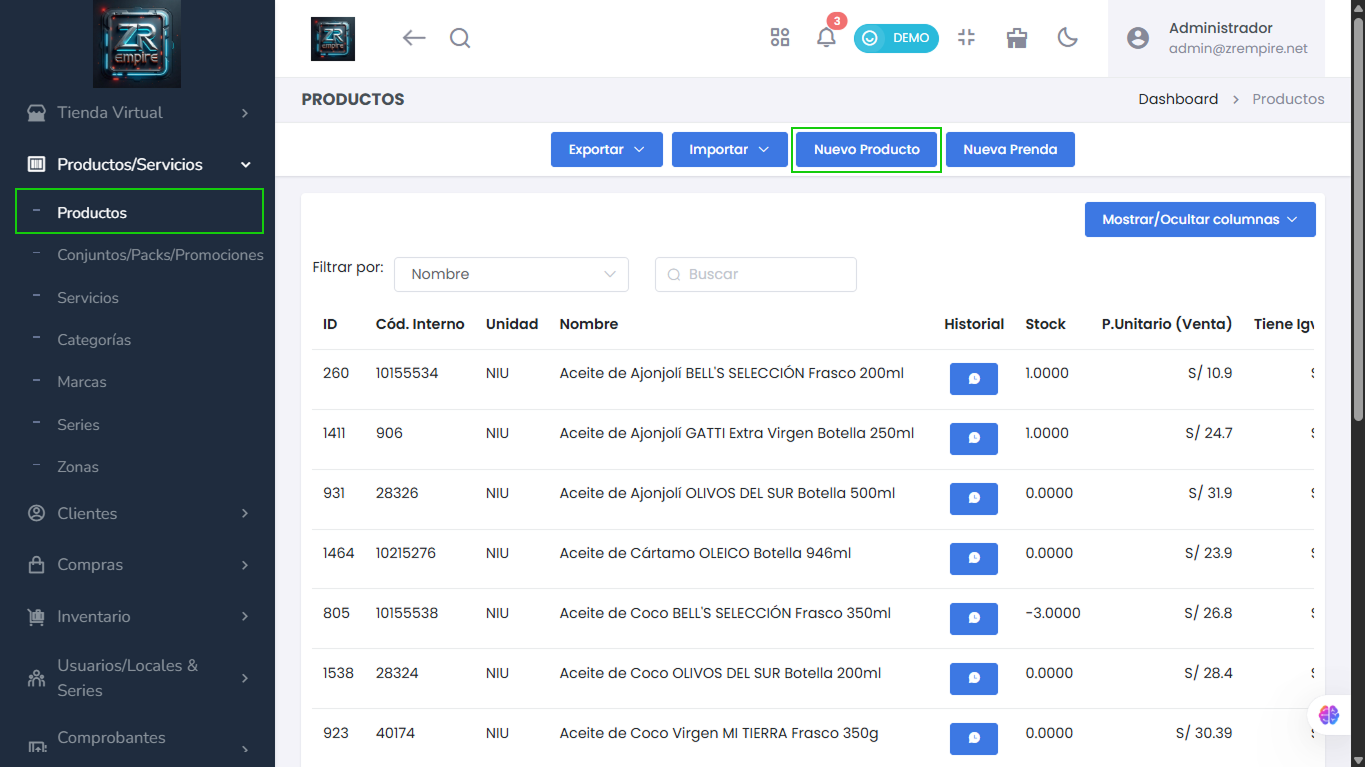 ZR
empire
Tienda Virtual
Productos/Servicios
Productos
Conjuntos/Packs/Promociones
Servicios
Categorías
Marcas
Series
Zonas
Clientes
Compras
Inventario
Usuarios/Locales &
Series
Comprobantes
ZR
empire
3
DEMO
Administrador
admin@zrempire.net
PRODUCTOS
Dashboard > Productos
Exportar Importar Nuevo Producto Nueva Prenda
Mostrar/Ocultar columnas
Filtrar por: Nombre Buscar
ID Cód. Interno Unidad Nombre Historial Stock P.Unitario (Venta) Tiene Igv
260 10155534 NIU Aceite de Ajonjolí BELL'S SELECCIÓN Frasco 200ml 1.0000 S/ 10.9
1411 906 NIU Aceite de Ajonjolí GATTI Extra Virgen Botella 250ml 1.0000 S/ 24.7
931 28326 NIU Aceite de Ajonjolí OLIVOS DEL SUR Botella 500ml 0.0000 S/ 31.9
1464 10215276 NIU Aceite de Cártamo OLEICO Botella 946ml 0.0000 S/ 23.9
805 10155538 NIU Aceite de Coco BELL'S SELECCIÓN Frasco 350ml -3.0000 S/ 26.8
1538 28324 NIU Aceite de Coco OLIVOS DEL SUR Botella 200ml 0.0000 S/ 28.4
923 40174 NIU Aceite de Coco Virgen MI TIERRA Frasco 350g 0.0000 S/ 30.39